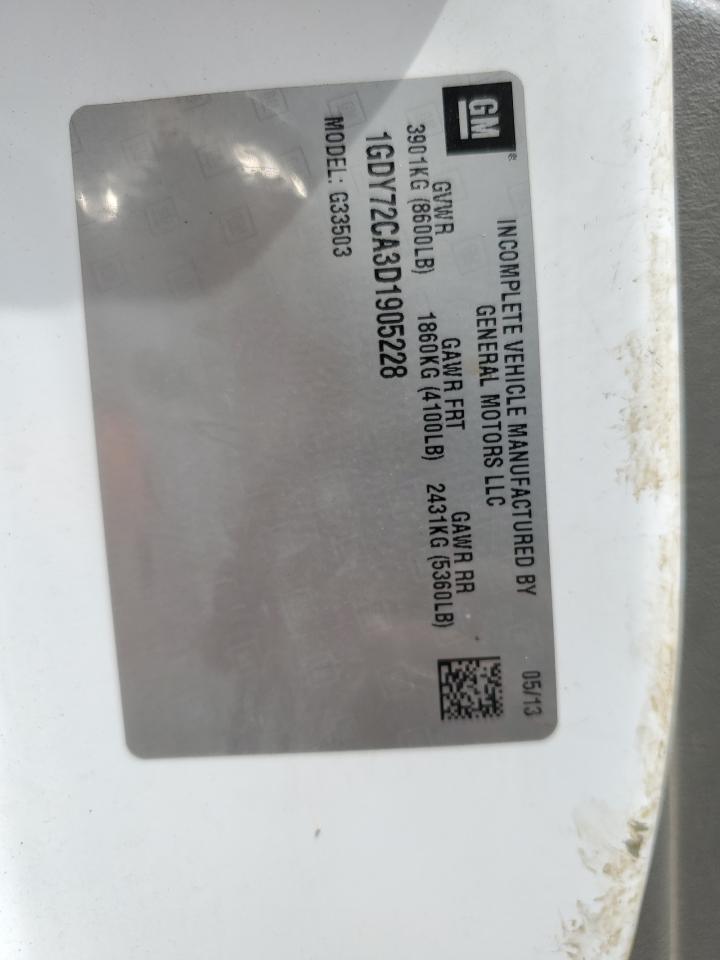 GM
INCOMPLETE VEHICLE MANUFACTURED BY
GENERAL MOTORS LLC
05/13
GVWR GAWR FRT GAWR RR
3901KG (8600LB) 1860KG (4100LB) 2431KG (5360LB)
1GDY72CA3D1905228
MODEL: G33503